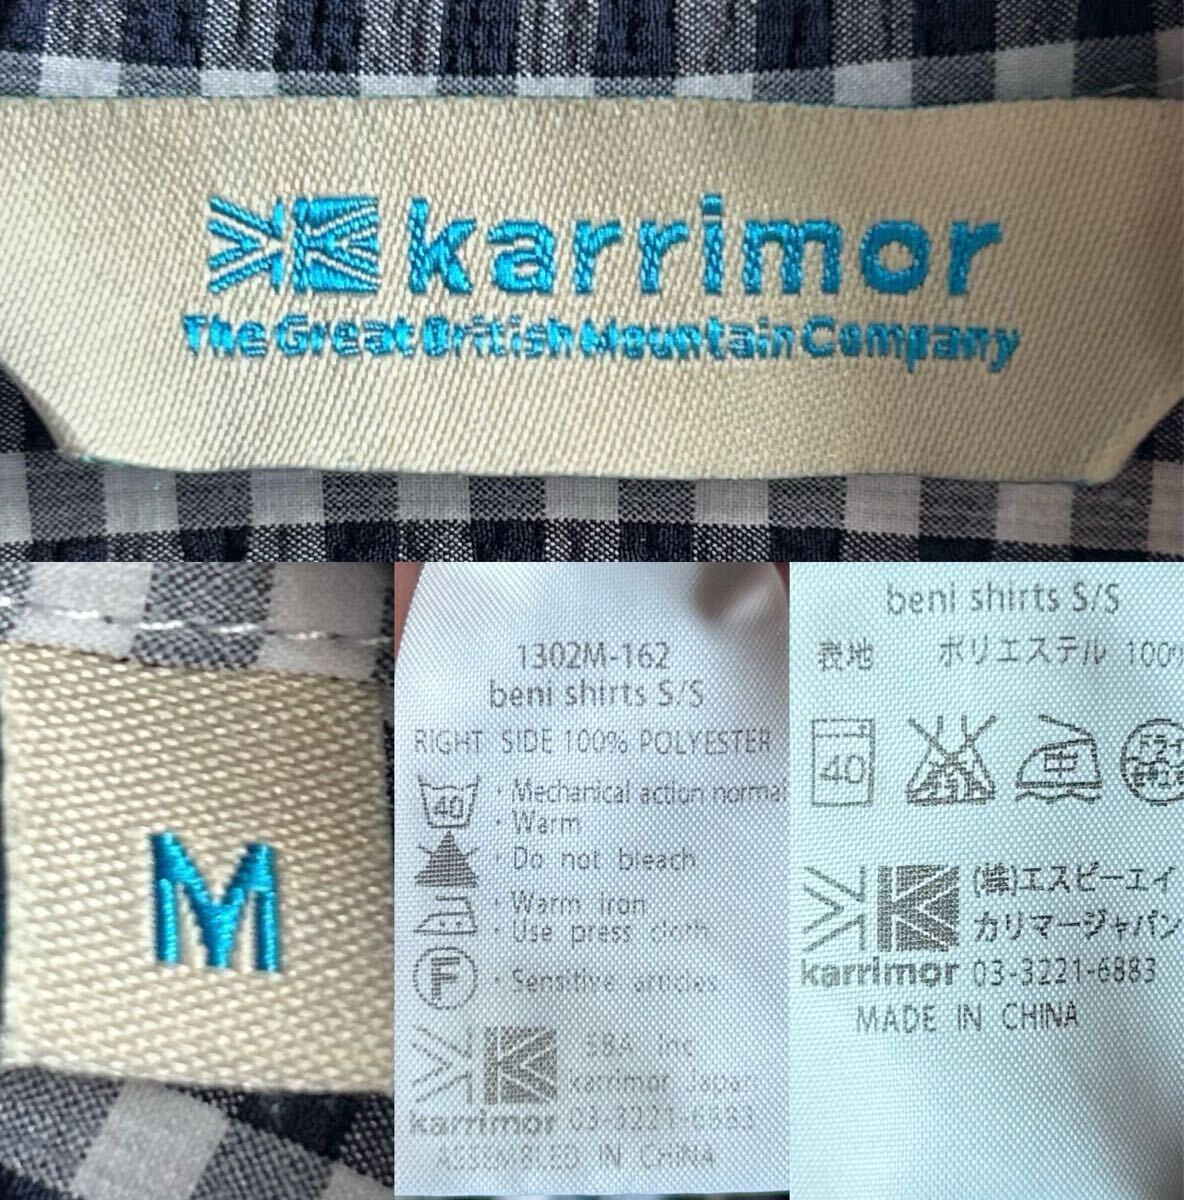 karrimor
The Great British Mountain Company
M
1302M-162
beni shirts S/S
RIGHT SIDE 100% POLYESTER
40
・Mechanical action normal
・Warm
・Do not bleach
・Warm iron
・Use press cloth
F
・Sensitive articles
SBA inc
karrimor Japan
karrimor 03-3221-6883
ASSEMBLED IN CHINA
beni shirts S/S
表地 ポリエステル 100%
40
中
ドライ
(株)エスピーエイ
カリマージャパン
karrimor 03-3221-6883
MADE IN CHINA